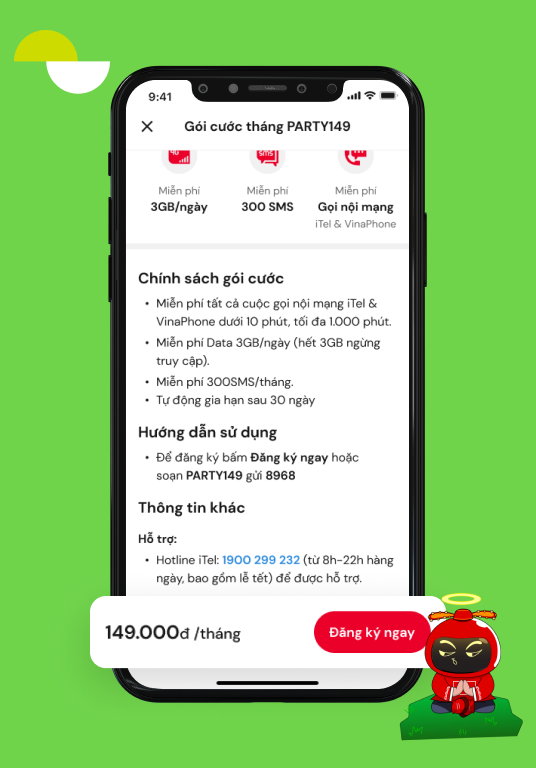 9:41
Gói cước tháng PARTY149
4G
SMS
Miễn phí
3GB/ngày
Miễn phí
300 SMS
Miễn phí
Gọi nội mạng
iTel & VinaPhone
Chính sách gói cước
• Miễn phí tất cả cuộc gọi nội mạng iTel &
VinaPhone dưới 10 phút, tối đa 1.000 phút.
• Miễn phí Data 3GB/ngày (hết 3GB ngừng
truy cập).
• Miễn phí 300SMS/tháng.
• Tự động gia hạn sau 30 ngày
Hướng dẫn sử dụng
• Để đăng ký bấm Đăng ký ngay hoặc
soạn PARTY149 gửi 8968
Thông tin khác
Hỗ trợ:
• Hotline iTel: 1900 299 232 (từ 8h-22h hàng
ngày, bao gồm lễ tết) để được hỗ trợ.
149.000đ /tháng
Đăng ký ngay